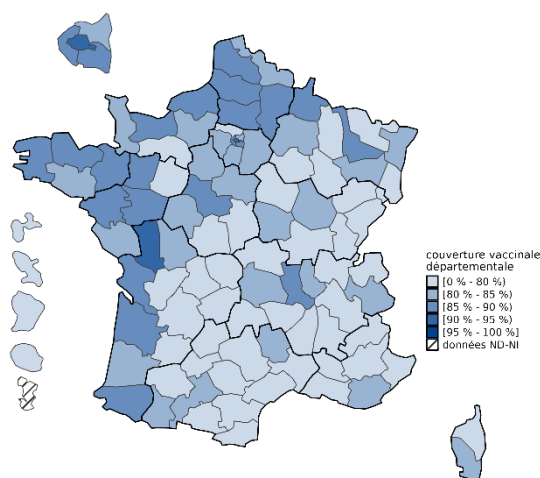 couverture vaccinale
départementale
[0 % - 80 %)
[80 % - 85 %)
[85 % - 90 %)
[90 % - 95 %)
[95 % - 100 %]
données ND-NI